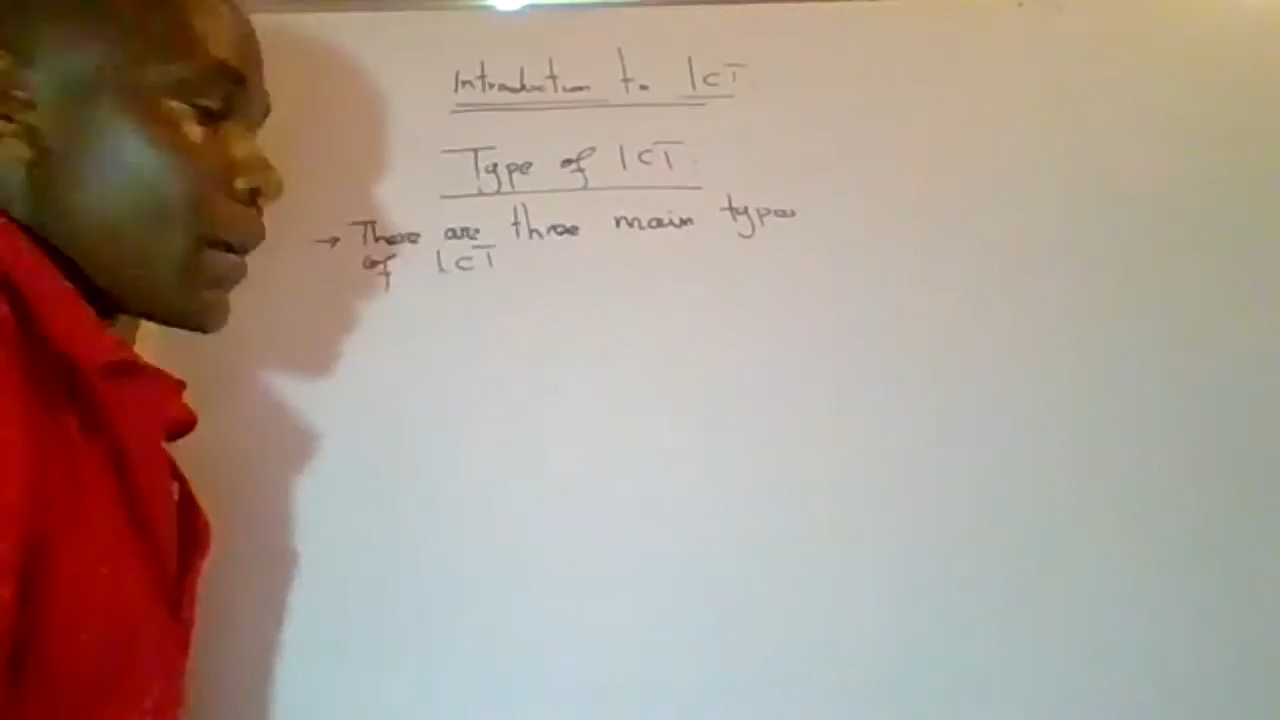 Introduction to ICT
Type of ICT.
→ There are three main types
of ICT